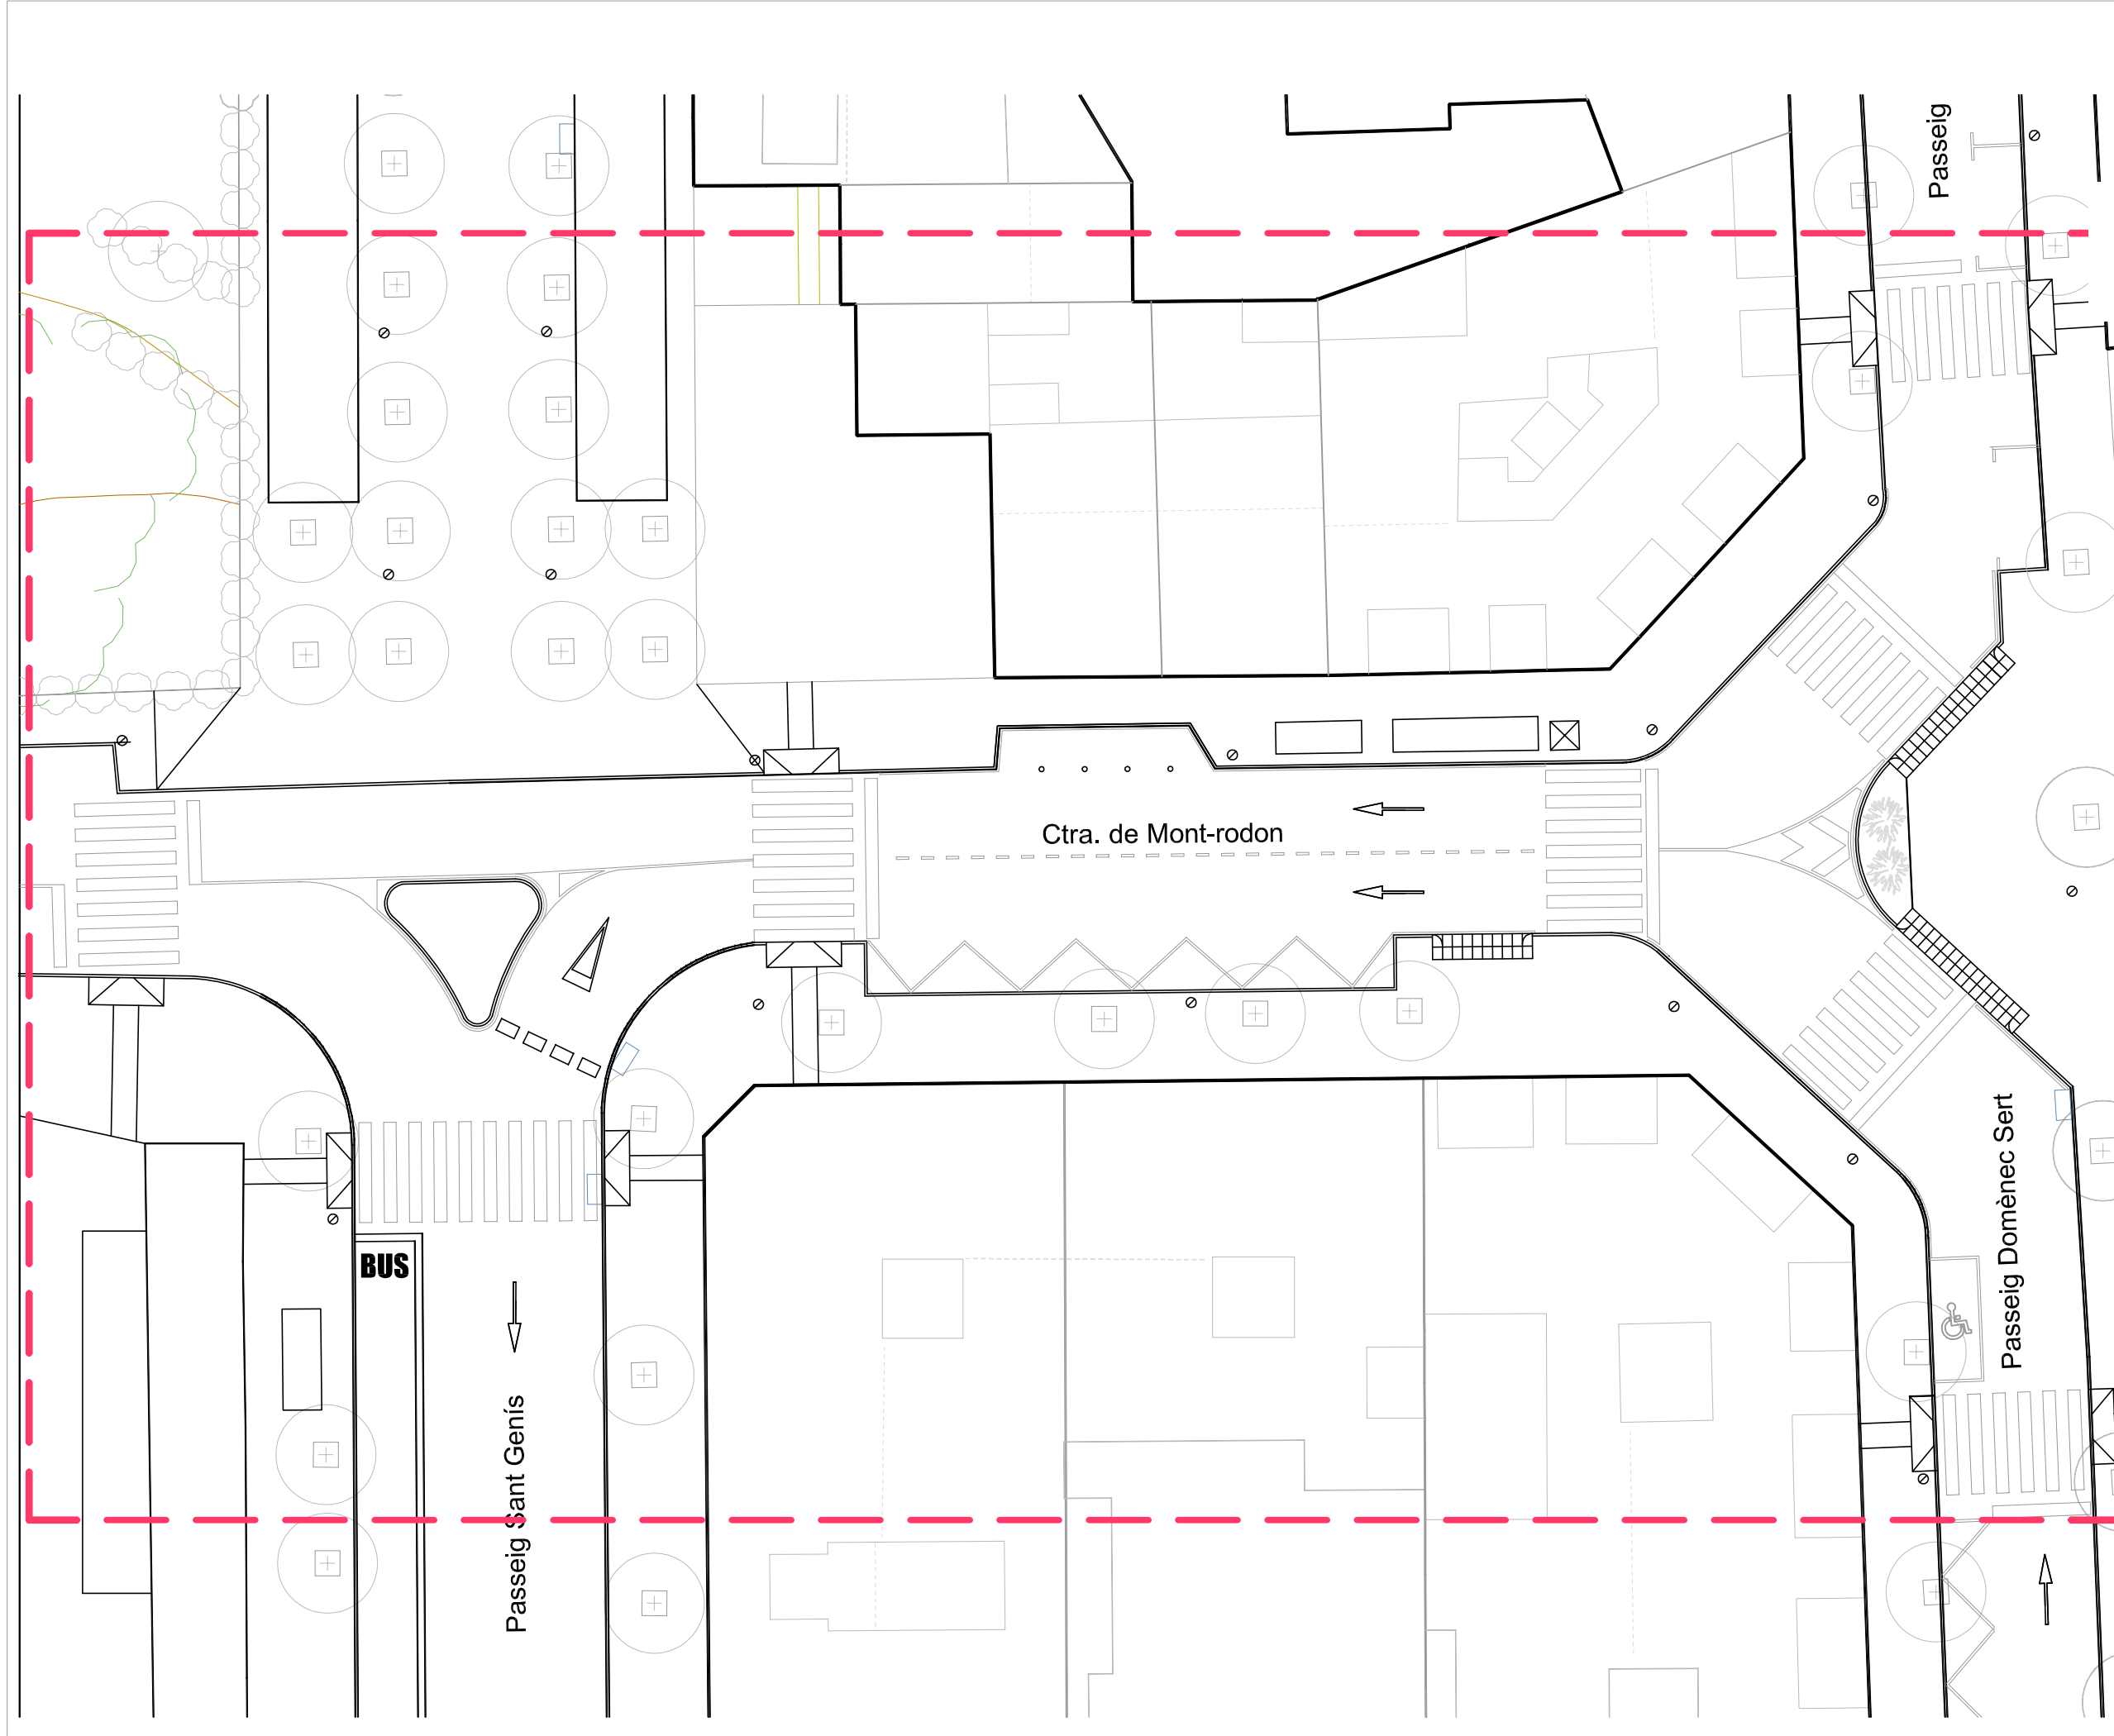 Passeig
Ctra. de Mont-rodon
Passeig Domènec Sert
BUS
Passeig Sant Genís